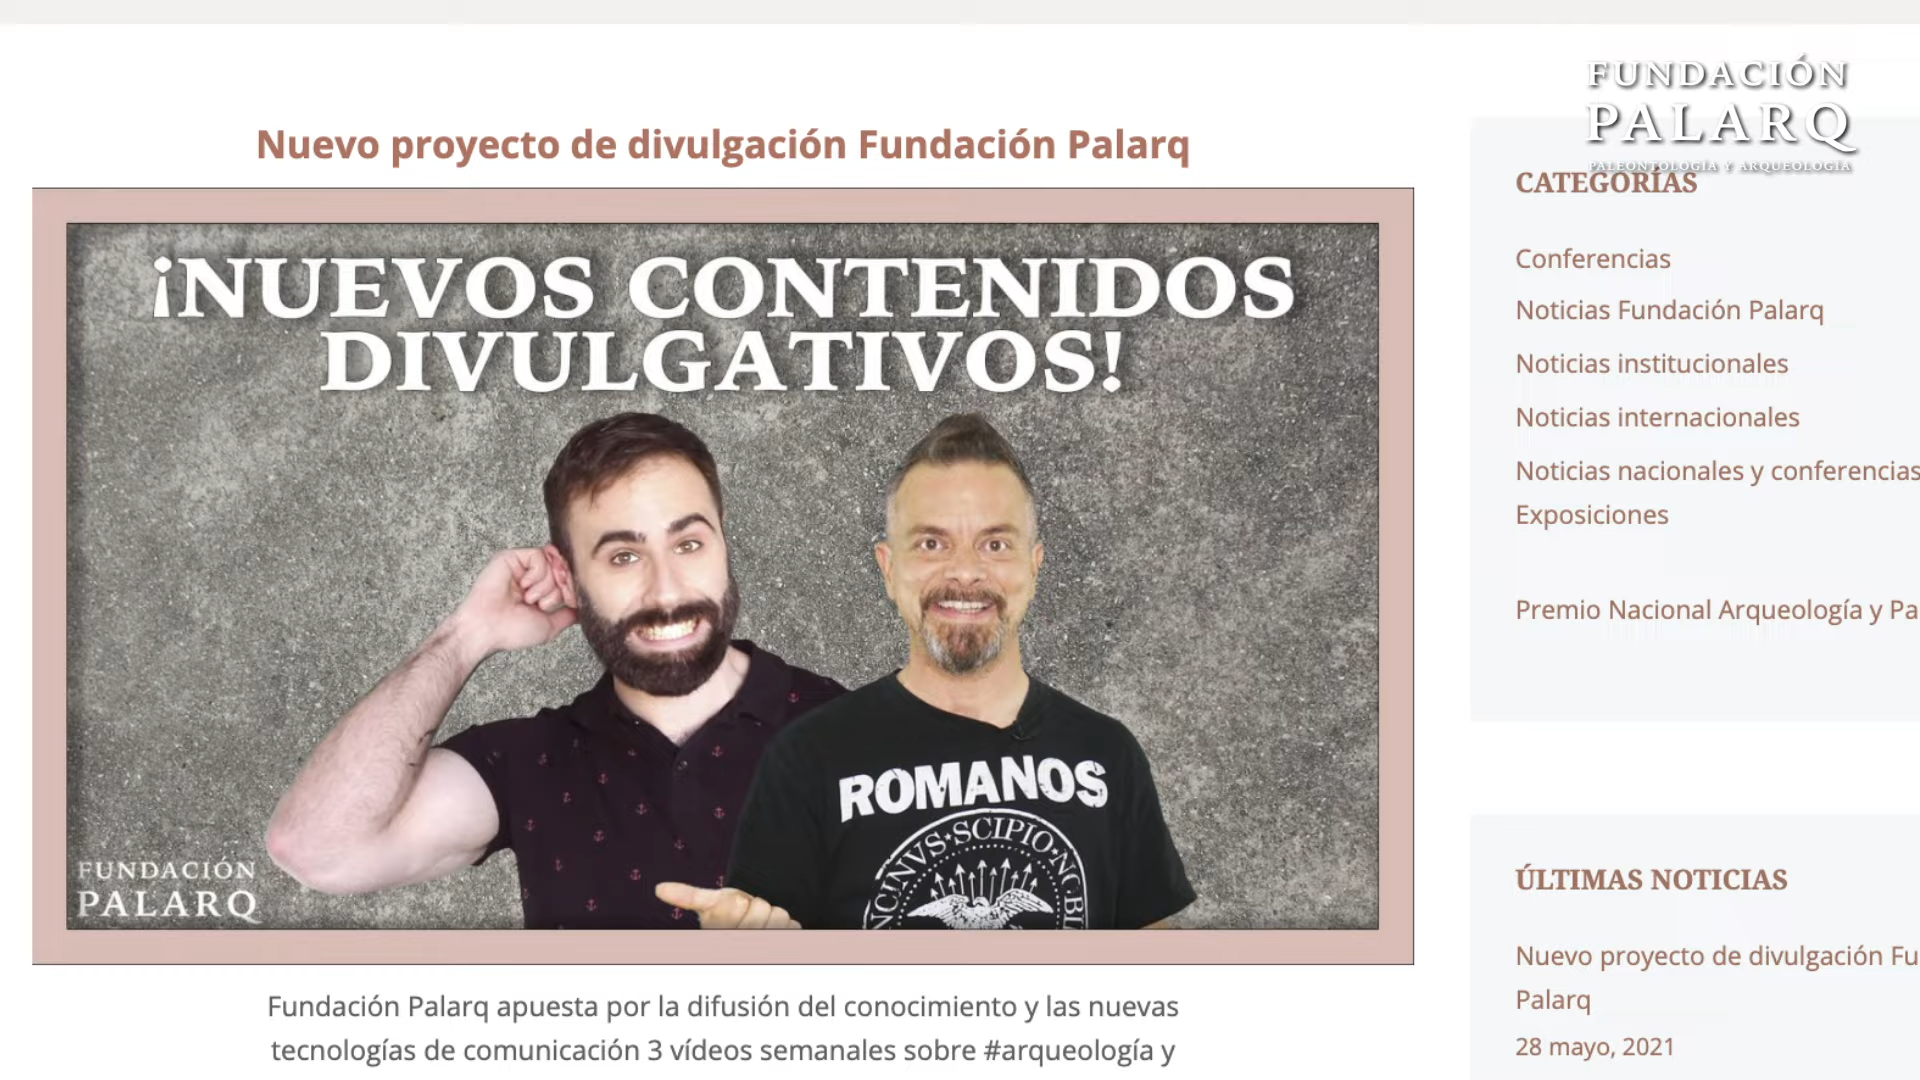 FUNDACIÓN
PALARQ
PALEONTOLOGÍA Y ARQUEOLOGÍA
Nuevo proyecto de divulgación Fundación Palarq
¡NUEVOS CONTENIDOS
DIVULGATIVOS!
ROMANOS
SCIPIO
FUNDACIÓN
PALARQ
Fundación Palarq apuesta por la difusión del conocimiento y las nuevas
tecnologías de comunicación 3 vídeos semanales sobre #arqueología y
CATEGORÍAS
Conferencias
Noticias Fundación Palarq
Noticias institucionales
Noticias internacionales
Noticias nacionales y conferencias
Exposiciones
Premio Nacional Arqueología y Pa
ÚLTIMAS NOTICIAS
Nuevo proyecto de divulgación Fu
Palarq
28 mayo, 2021